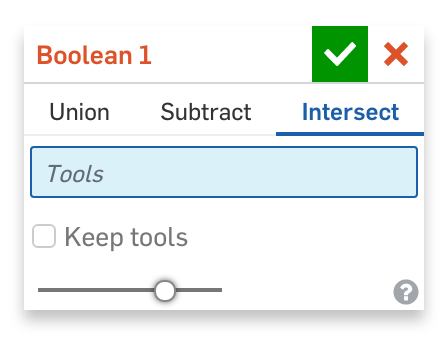 Boolean 1
Union Subtract Intersect
Tools
Keep tools
?